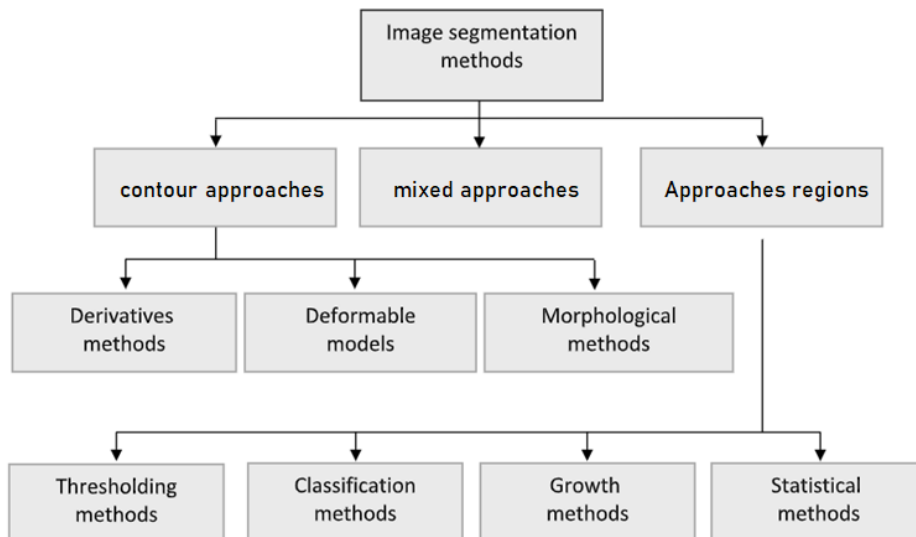 Image segmentation
methods
contour approaches
mixed approaches
Approaches regions
Derivatives
methods
Deformable
models
Morphological
methods
Thresholding
methods
Classification
methods
Growth
methods
Statistical
methods